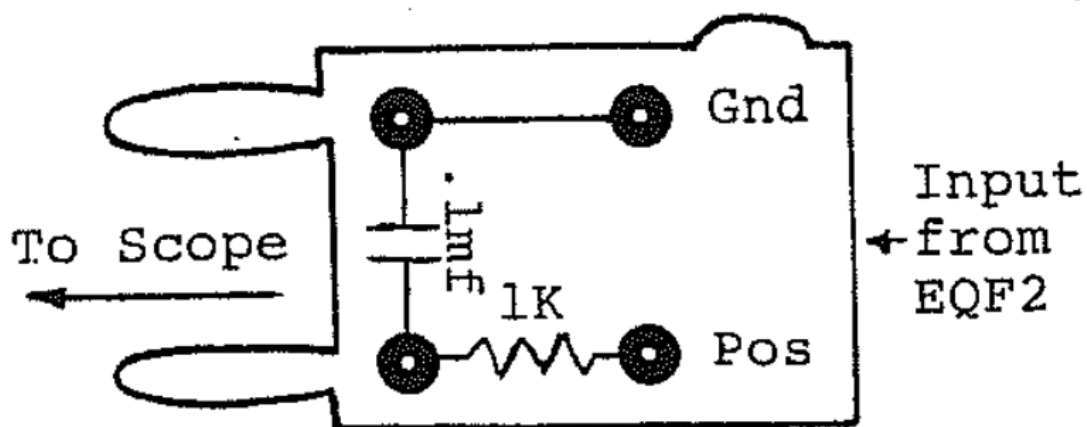 Gnd
.1mf
To Scope
1K
Pos
Input
from
EQF2